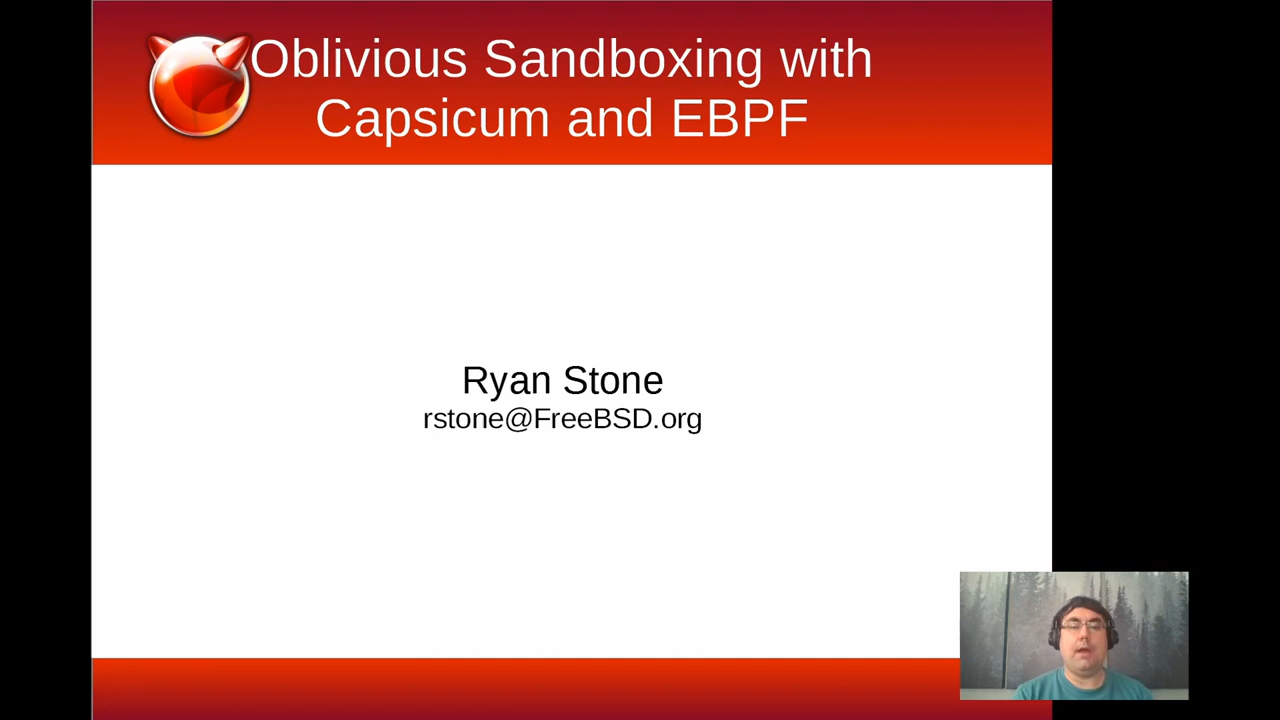 Oblivious Sandboxing with
Capsicum and EBPF
Ryan Stone
rstone@FreeBSD.org